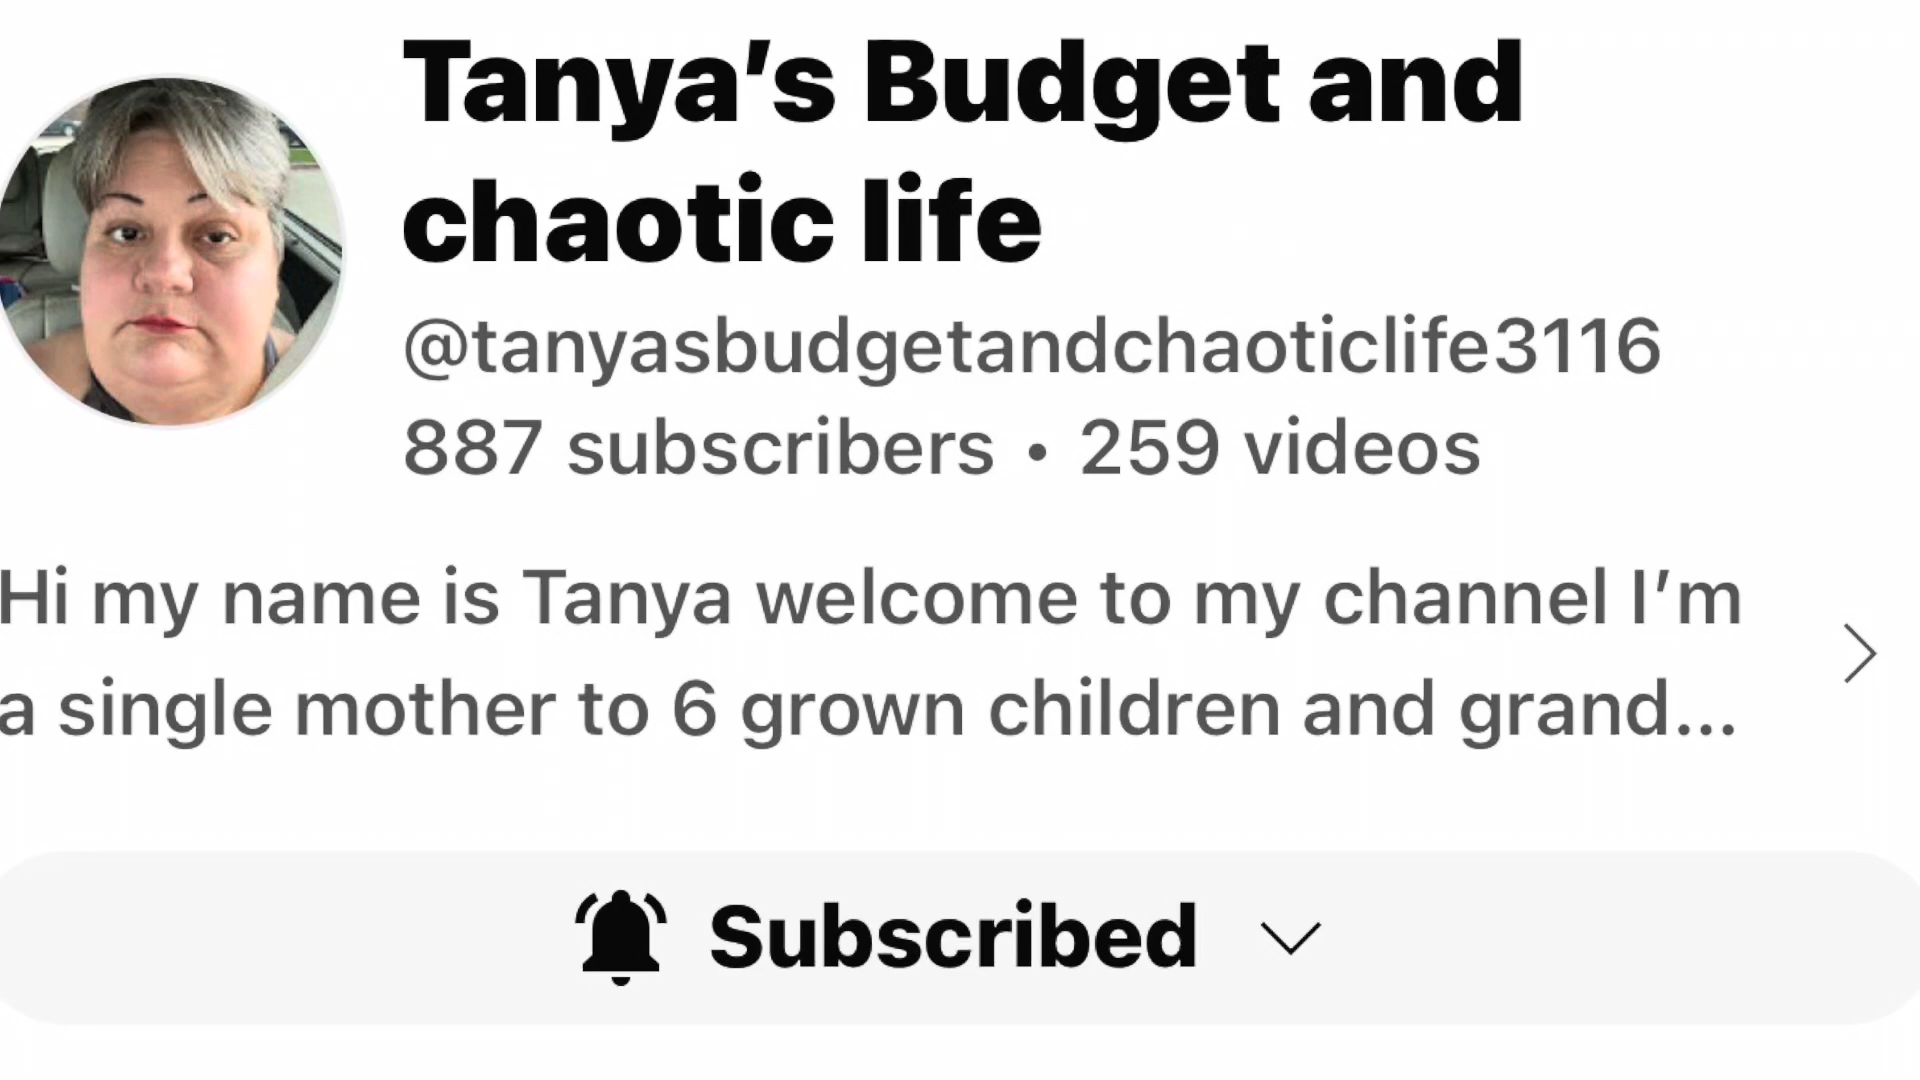 Tanya’s Budget and
chaotic life
@tanyasbudgetandchaoticlife3116
887 subscribers • 259 videos
Hi my name is Tanya welcome to my channel I’m
a single mother to 6 grown children and grand...
Subscribed